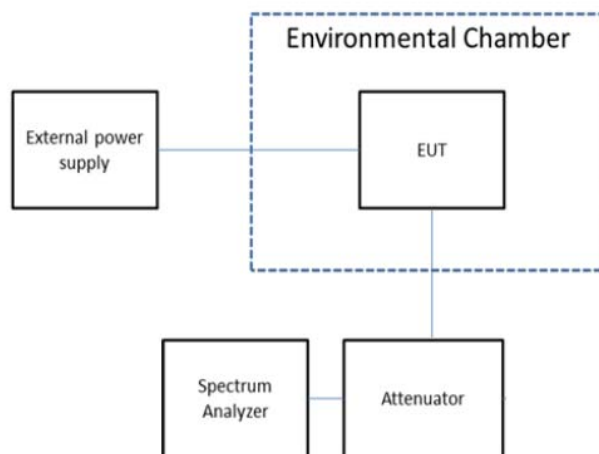 Environmental Chamber
External power
supply
EUT
Spectrum
Analyzer
Attenuator